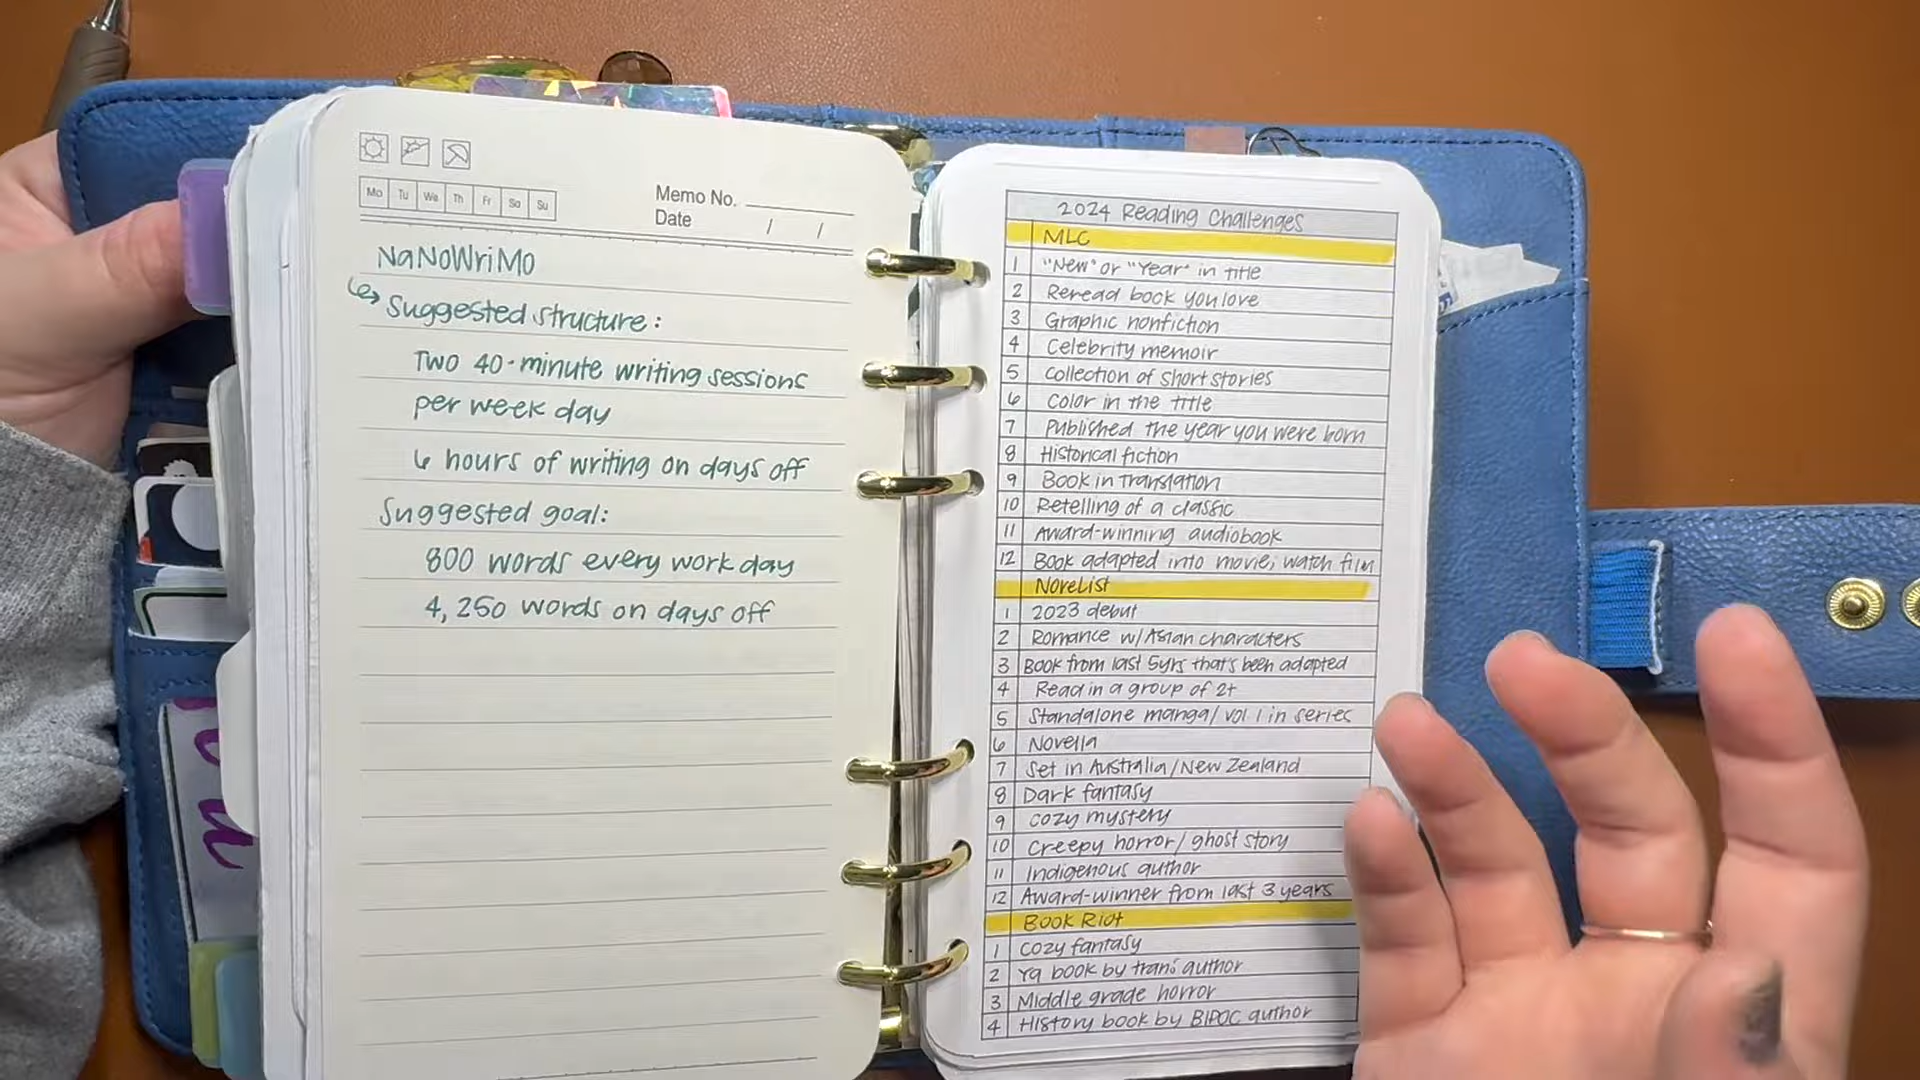 Mo Tu We Th Fr Sa Su
Memo No.
Date / /
NaNoWriMo
Suggested structure:
Two 40-minute writing sessions
per week day
6 hours of writing on days off
Suggested goal:
800 words every work day
4,250 words on days off
2024 Reading Challenges
MLC
1 "New" or "Year" in title
2 Reread book you love
3 Graphic nonfiction
4 Celebrity memoir
5 Collection of short stories
6 Color in the title
7 Published the year you were born
8 Historical fiction
9 Book in Translation
10 Retelling of a classic
11 Award-winning audiobook
12 Book adapted into movie; watch film
NoveList
1 2023 debut
2 Romance w/Asian characters
3 Book from last 5yrs that's been adapted
4 Read in a group of 2+
5 Standalone manga/vol 1 in series
6 Novella
7 Set in Australia/New Zealand
8 Dark fantasy
9 Cozy mystery
10 Creepy horror/ghost story
11 Indigenous author
12 Award-winner from last 3 years
Book Riot
1 Cozy fantasy
2 YA book by trans author
3 Middle grade horror
4 History book by BIPOC author